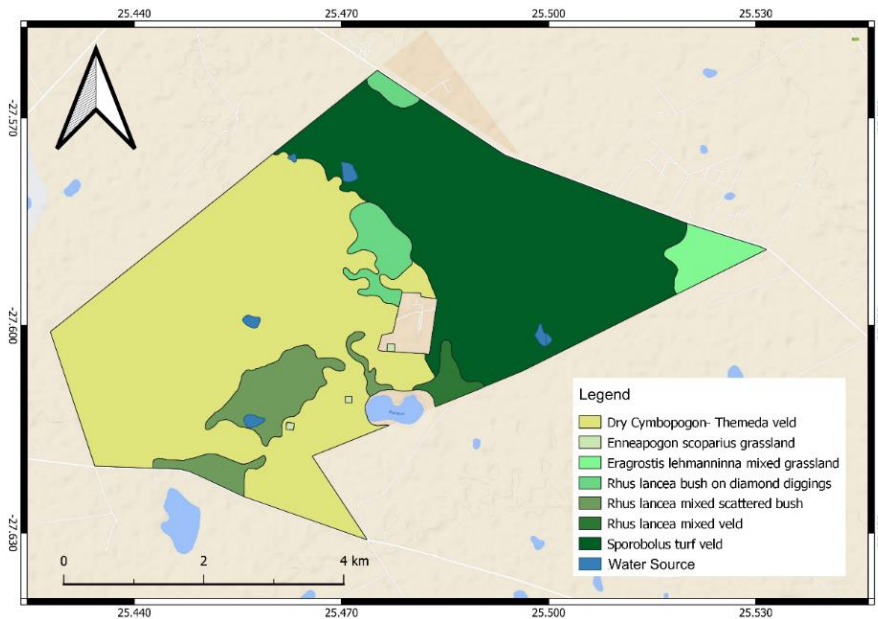 25.440 25.470 25.500 25.530
-27.570
-27.600
-27.630
Legend
Dry Cymbopogon- Themeda veld
Enneapogon scoparius grassland
Eragrostis lehmanninna mixed grassland
Rhus lancea bush on diamond diggings
Rhus lancea mixed scattered bush
Rhus lancea mixed veld
Sporobolus turf veld
Water Source
0 2 4 km
25.440 25.470 25.500 25.530